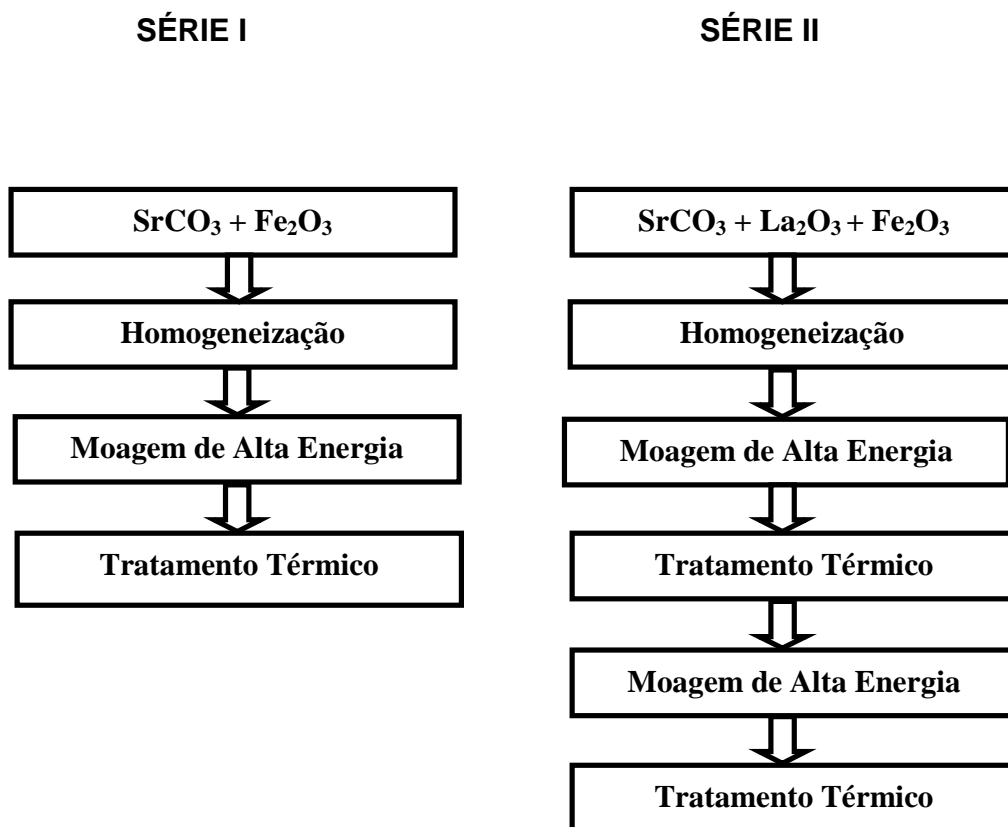 SÉRIE I
SrCO₃ + Fe₂O₃
Homogeneização
Moagem de Alta Energia
Tratamento Térmico
SÉRIE II
SrCO₃ + La₂O₃ + Fe₂O₃
Homogeneização
Moagem de Alta Energia
Tratamento Térmico
Moagem de Alta Energia
Tratamento Térmico